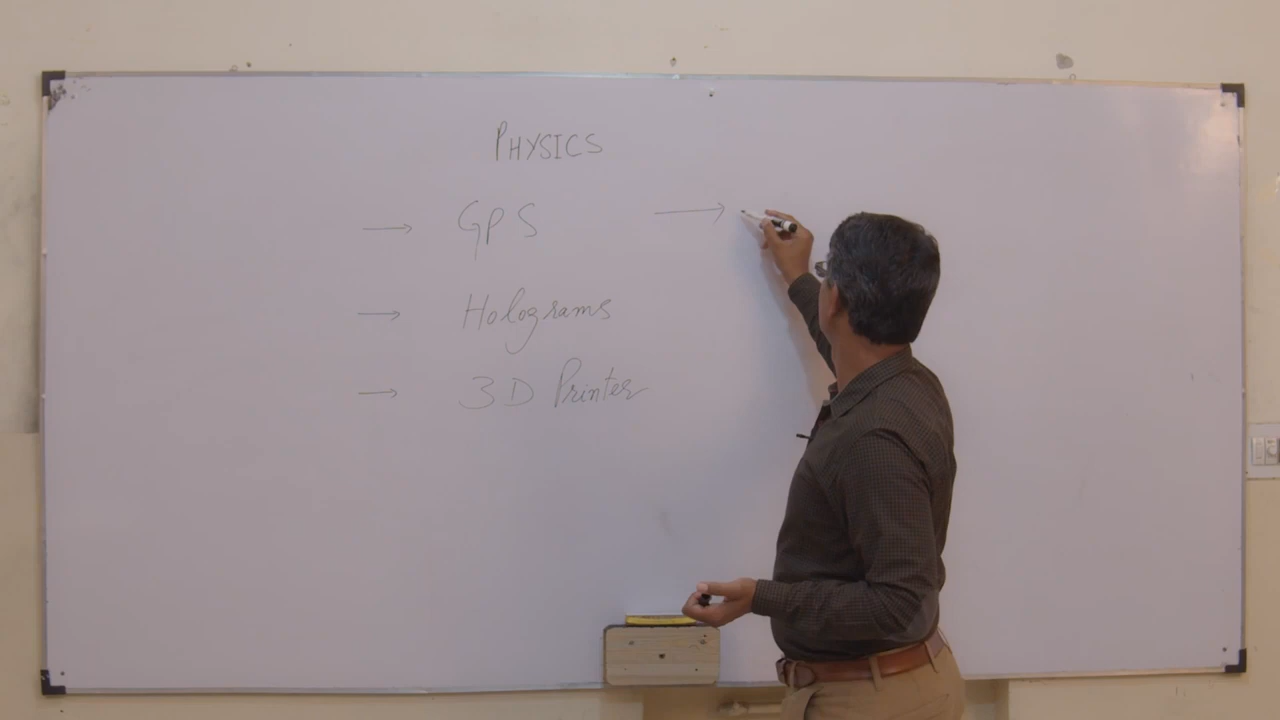 PHYSICS
→ GPS →
→ Holograms
→ 3D Printer